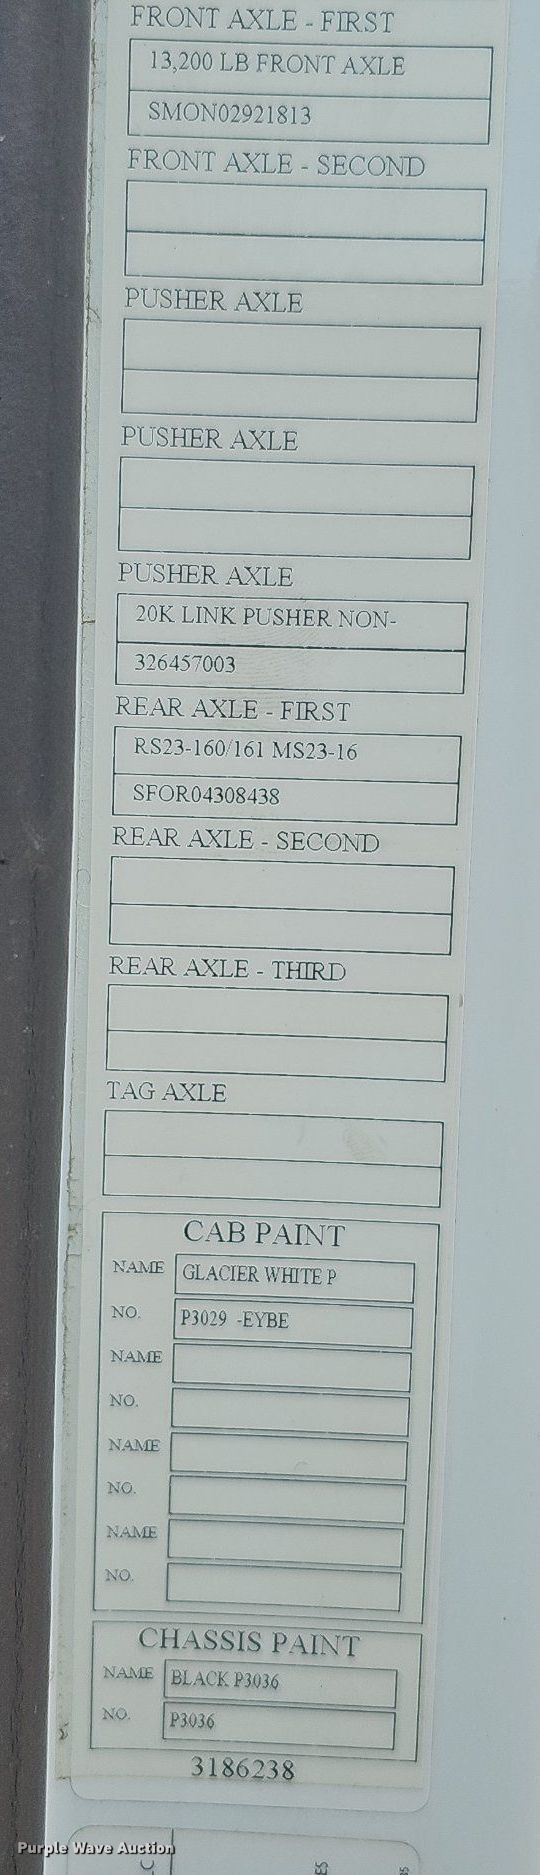 FRONT AXLE - FIRST
13,200 LB FRONT AXLE
SMON02921813
FRONT AXLE - SECOND
PUSHER AXLE
PUSHER AXLE
PUSHER AXLE
20K LINK PUSHER NON-
326457003
REAR AXLE - FIRST
RS23-160/161 MS23-16
SFOR04308438
REAR AXLE - SECOND
REAR AXLE - THIRD
TAG AXLE
CAB PAINT
NAME GLACIER WHITE P
NO. P3029 -EYBE
NAME
NO.
NAME
NO.
NAME
NO.
CHASSIS PAINT
NAME BLACK P3036
NO. P3036
3186238
Purple Wave Auction